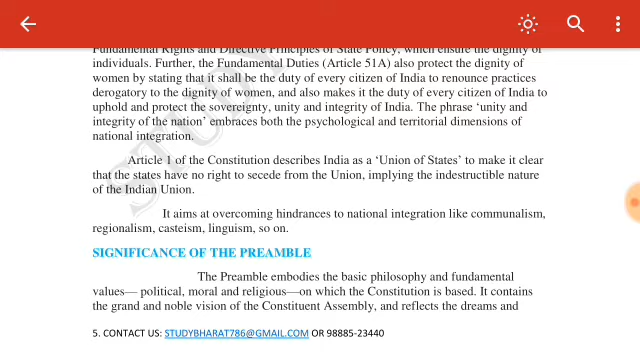 Fundamental Rights and Directive Principles of State Policy, which ensure the dignity of
individuals. Further, the Fundamental Duties (Article 51A) also protect the dignity of
women by stating that it shall be the duty of every citizen of India to renounce practices
derogatory to the dignity of women, and also makes it the duty of every citizen of India to
uphold and protect the sovereignty, unity and integrity of India. The phrase ‘unity and
integrity of the nation’ embraces both the psychological and territorial dimensions of
national integration.
Article 1 of the Constitution describes India as a ‘Union of States’ to make it clear
that the states have no right to secede from the Union, implying the indestructible nature
of the Indian Union.
It aims at overcoming hindrances to national integration like communalism,
regionalism, casteism, linguism, so on.
SIGNIFICANCE OF THE PREAMBLE
The Preamble embodies the basic philosophy and fundamental
values— political, moral and religious—on which the Constitution is based. It contains
the grand and noble vision of the Constituent Assembly, and reflects the dreams and
5. CONTACT US: STUDYBHARAT786@GMAIL.COM OR 98885-23440
STUDY